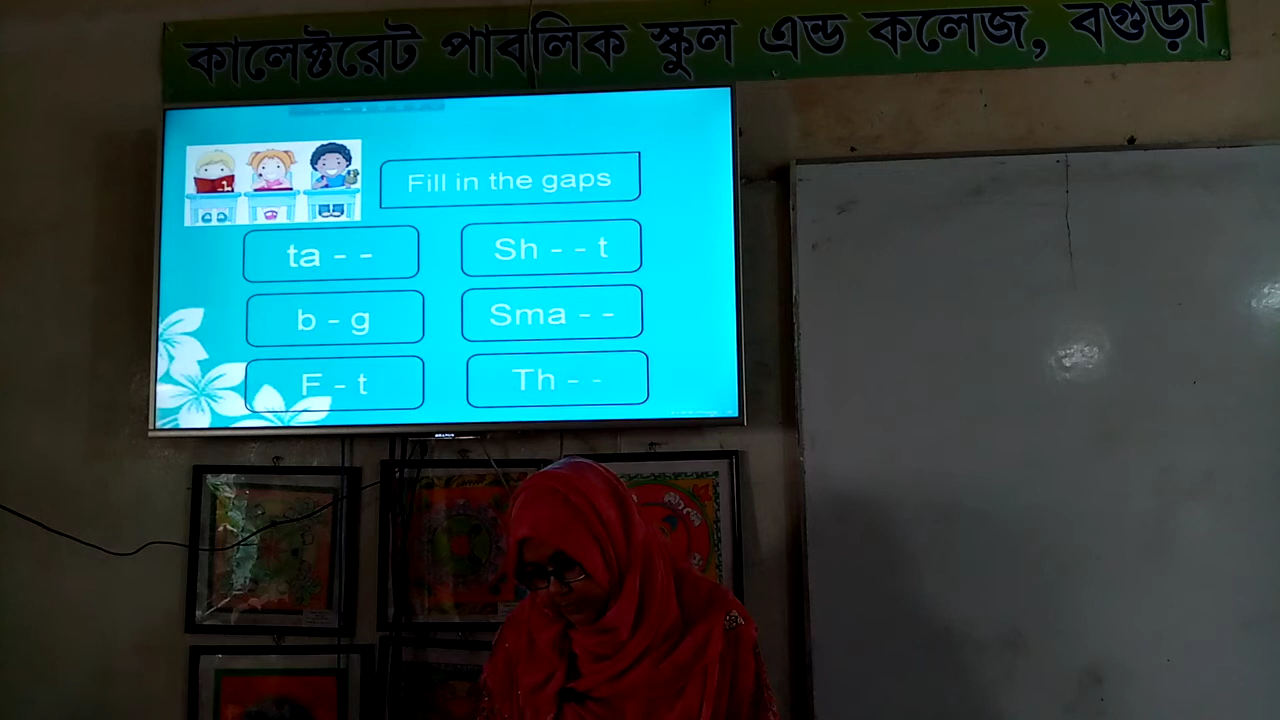 কালেক্টরেট পাবলিক স্কুল এন্ড কলেজ, বগুড়া
Fill in the gaps
ta - - Sh - - t
b - g Sma - -
F - t Th - -